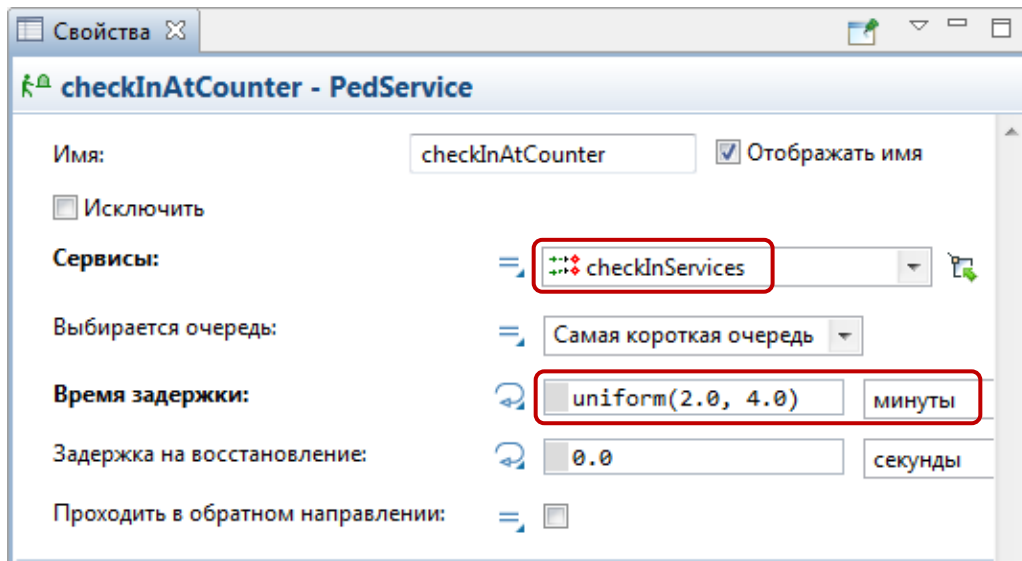 Свойства
checkInAtCounter - PedService
Имя: checkInAtCounter Отображать имя
Исключить
Сервисы: checkInServices
Выбирается очередь: Самая короткая очередь
Время задержки: uniform(2.0, 4.0) минуты
Задержка на восстановление: 0.0 секунды
Проходить в обратном направлении: